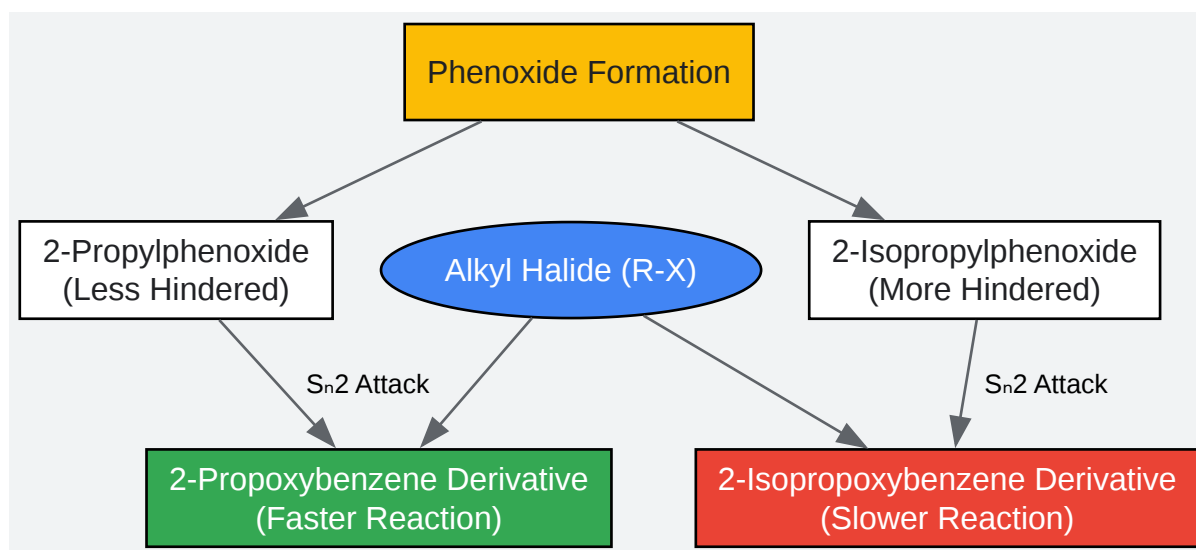 Phenoxide Formation
2-Propylphenoxide
(Less Hindered)
Alkyl Halide (R-X)
2-Isopropylphenoxide
(More Hindered)
Sₙ2 Attack
Sₙ2 Attack
2-Propoxybenzene Derivative
(Faster Reaction)
2-Isopropoxybenzene Derivative
(Slower Reaction)